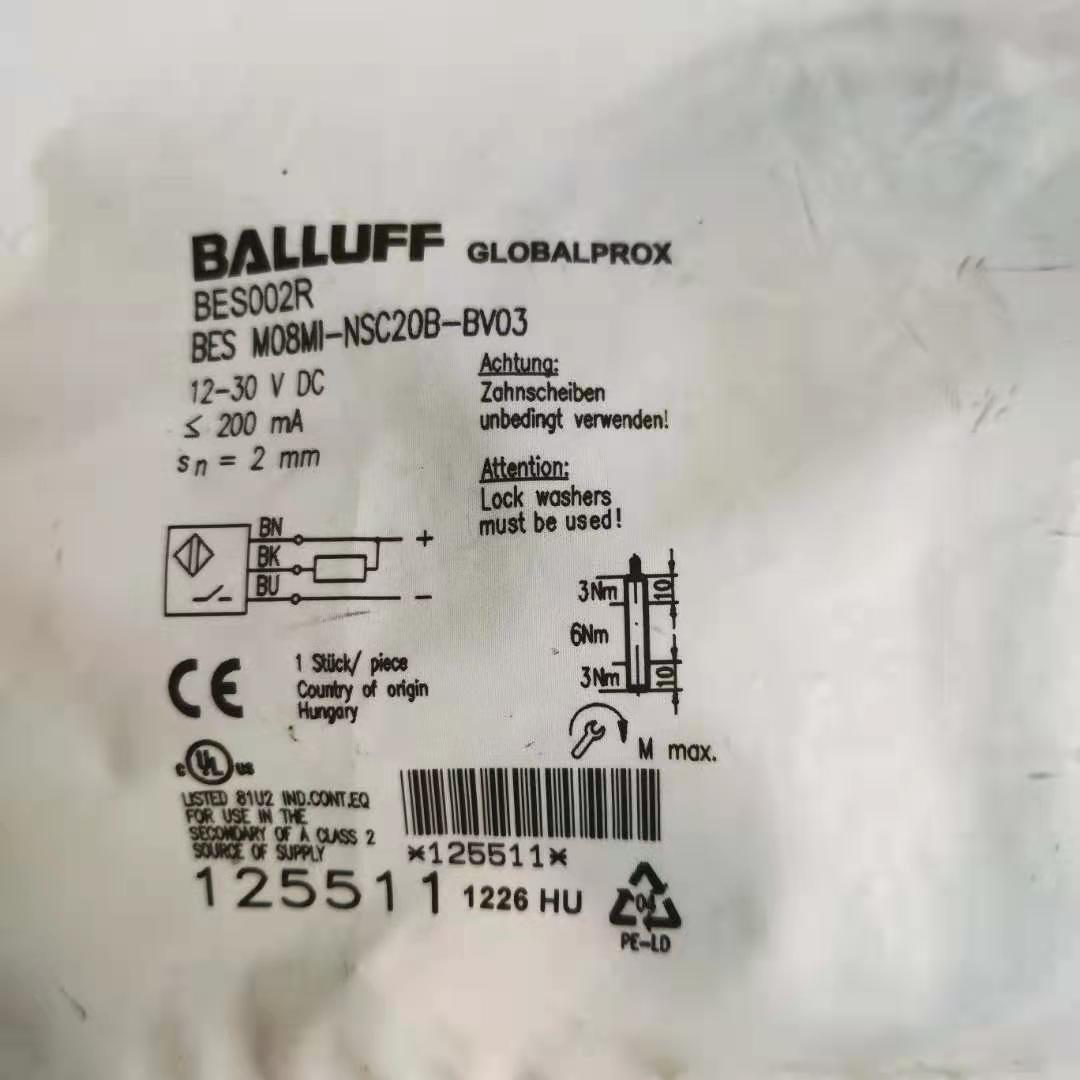 BALLUFF GLOBALPROX
BES002R
BES M08MI-NSC20B-BV03
12-30 V DC
≤ 200 mA
sn = 2 mm
Achtung:
Zahnscheiben
unbedingt verwenden!
Attention:
Lock washers
must be used!
BN +
BK
BU -
3Nm 10
6Nm
3Nm 10
M max.
CE
1 Stück/ piece
Country of origin
Hungary
c UL us
LISTED 81U2 IND.CONT.EQ
FOR USE IN THE
SECONDARY OF A CLASS 2
SOURCE OF SUPPLY
*125511*
125511 1226 HU
04
PE-LD